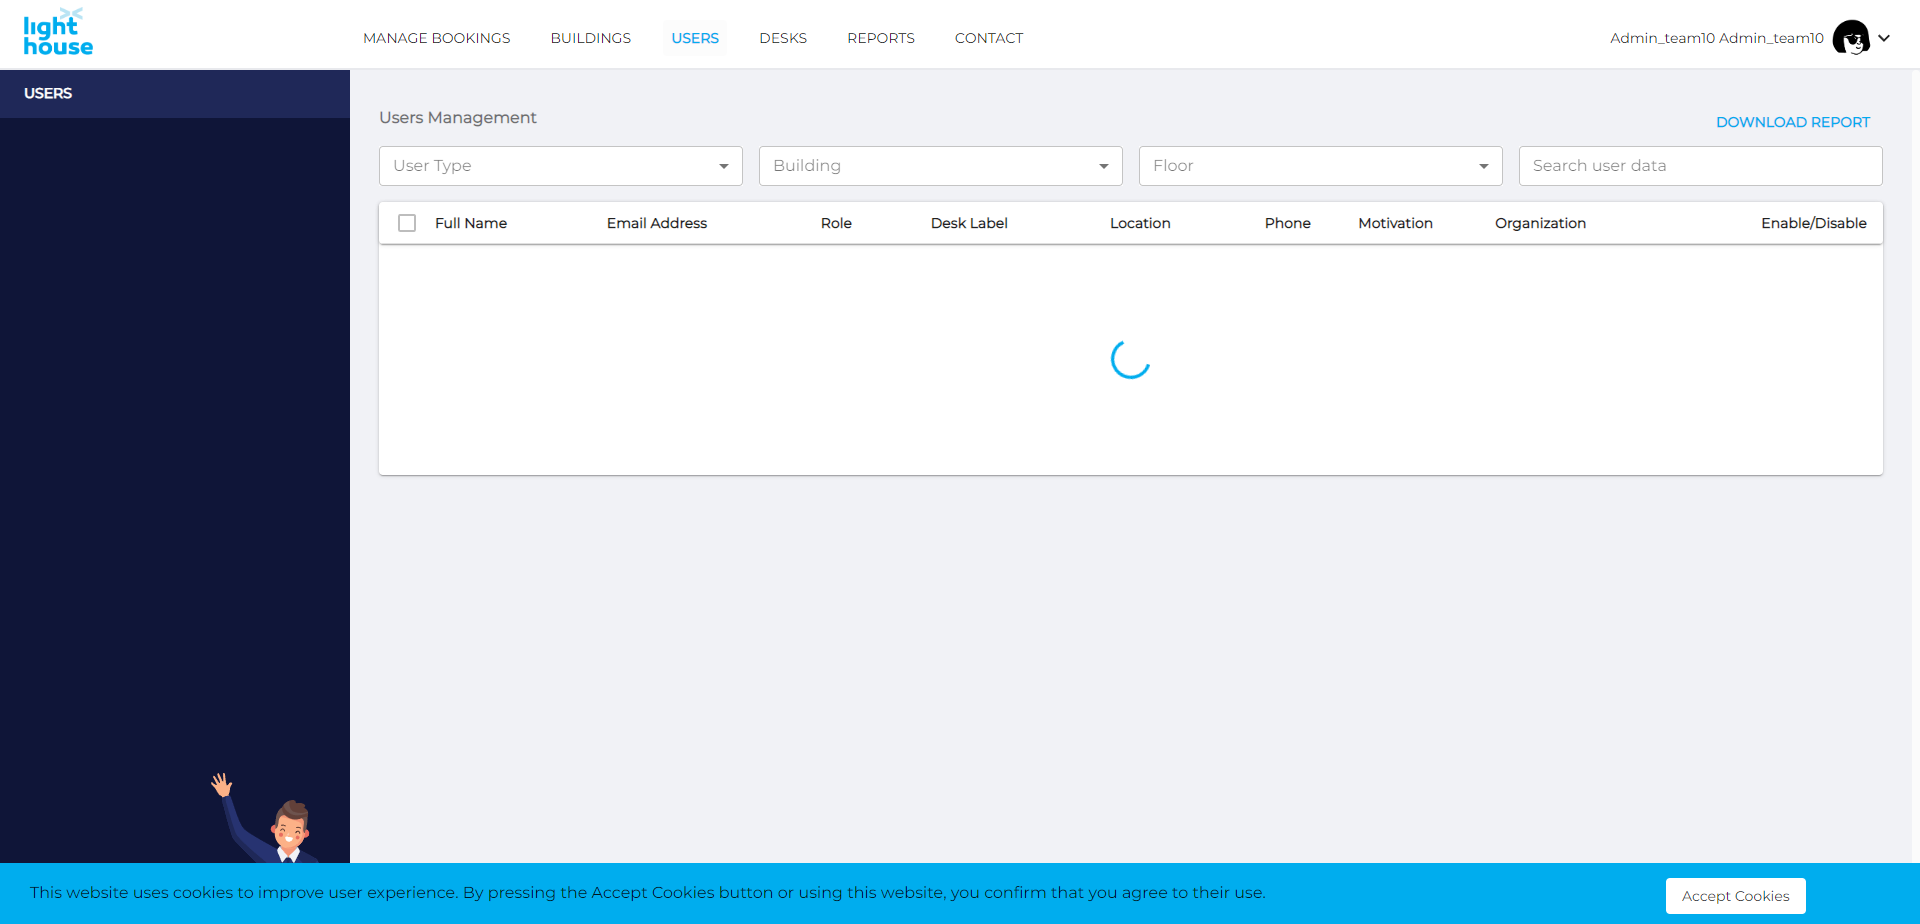 light
house
MANAGE BOOKINGS
BUILDINGS
USERS
DESKS
REPORTS
CONTACT
Admin_team10 Admin_team10
USERS
Users Management
DOWNLOAD REPORT
User Type
Building
Floor
Search user data
Full Name
Email Address
Role
Desk Label
Location
Phone
Motivation
Organization
Enable/Disable
This website uses cookies to improve user experience. By pressing the Accept Cookies button or using this website, you confirm that you agree to their use.
Accept Cookies